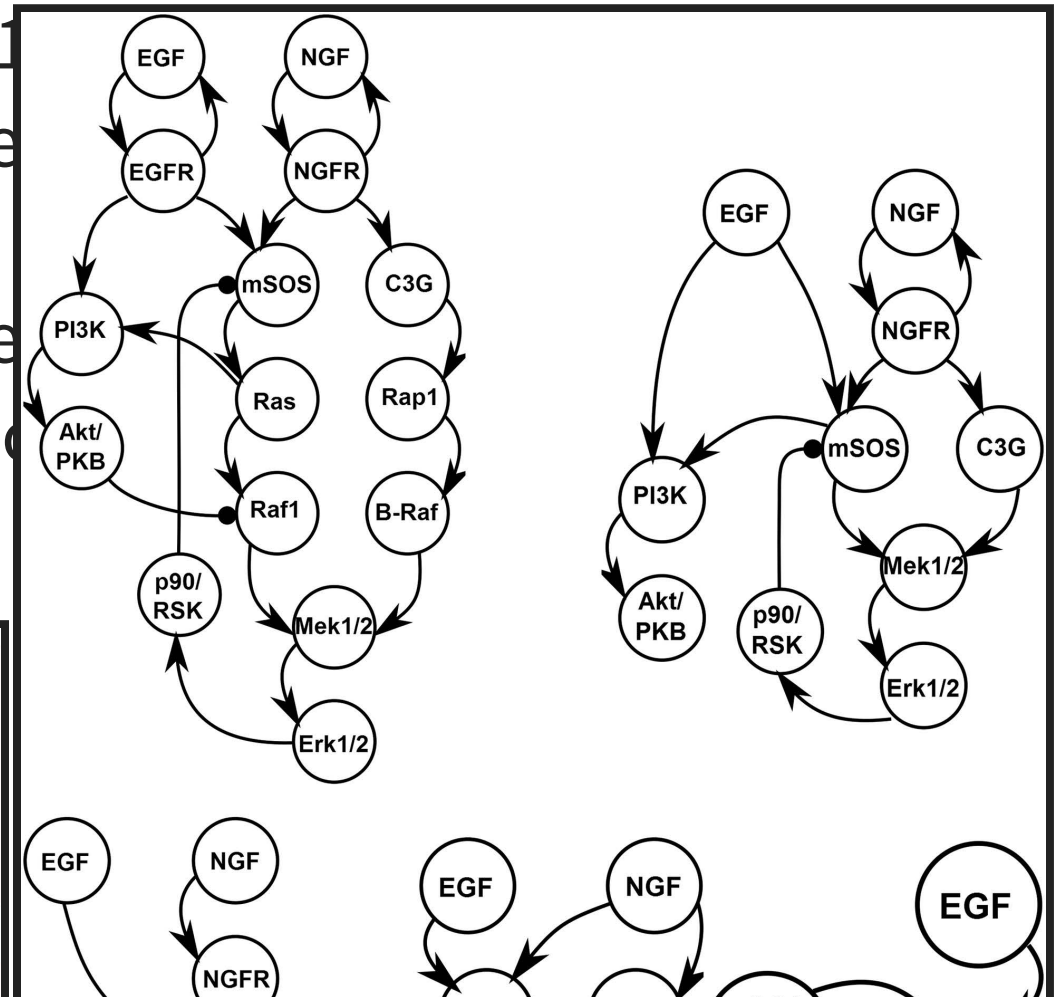 EGF
NGF
EGFR
NGFR
mSOS
C3G
PI3K
Ras
Rap1
Akt/
PKB
Raf1
B-Raf
p90/
RSK
Mek1/2
Erk1/2
EGF
NGF
NGFR
mSOS
C3G
PI3K
Mek1/2
Akt/
PKB
p90/
RSK
Erk1/2
EGF
NGF
NGFR
EGF
NGF
EGF